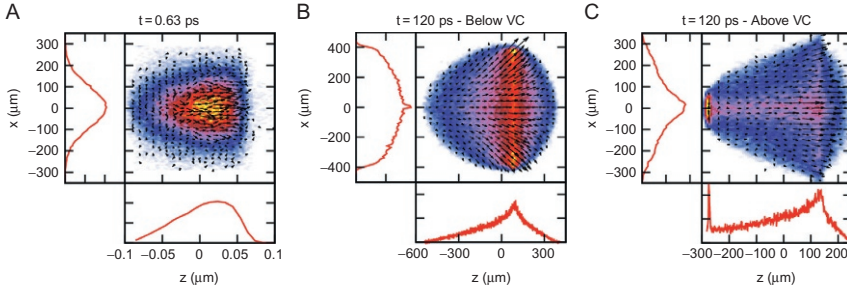 A
t = 0.63 ps
300
200
100
0
−100
−200
−300
x (μm)
−0.1
−0.05
0
0.05
0.1
z (μm)
B
t = 120 ps - Below VC
400
200
0
−200
−400
x (μm)
−600
−300
0
300
z (μm)
C
t = 120 ps - Above VC
300
200
100
0
−100
−200
−300
x (μm)
−300
−200
−100
0
100
200
z (μm)